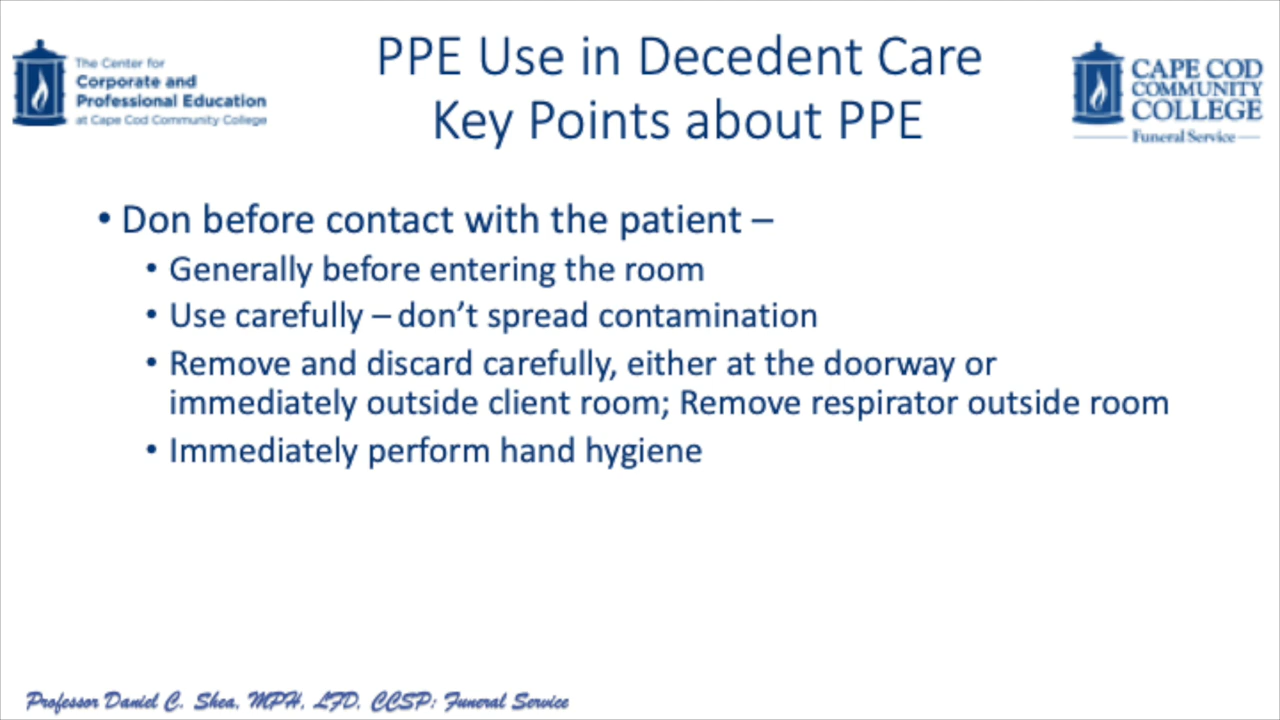 PPE Use in Decedent Care
Key Points about PPE
The Center for
Corporate and
Professional Education
at Cape Cod Community College
CAPE COD
COMMUNITY
COLLEGE
Funeral Service
• Don before contact with the patient –
• Generally before entering the room
• Use carefully – don’t spread contamination
• Remove and discard carefully, either at the doorway or
immediately outside client room; Remove respirator outside room
• Immediately perform hand hygiene
Professor Daniel C. Shea, MPH, LFD, CCSP: Funeral Service